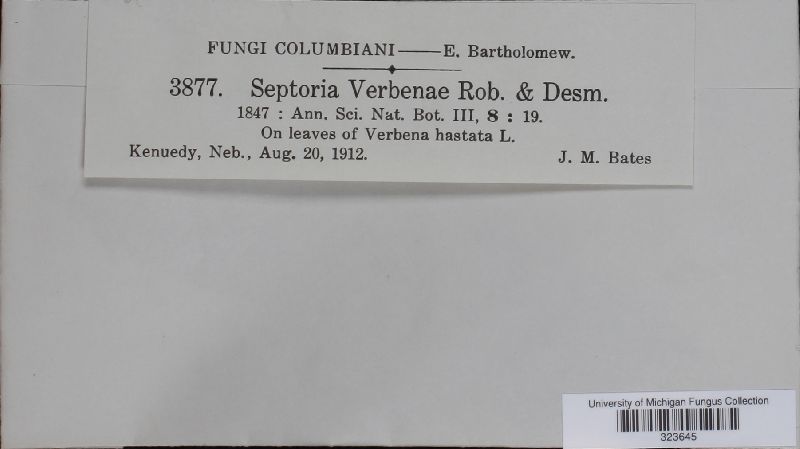 FUNGI COLUMBIANI——E. Bartholomew.
3877. Septoria Verbenae Rob. & Desm.
1847 : Ann. Sci. Nat. Bot. III, 8 : 19.
On leaves of Verbena hastata L.
Kenuedy, Neb., Aug. 20, 1912. J. M. Bates
University of Michigan Fungus Collection
323645